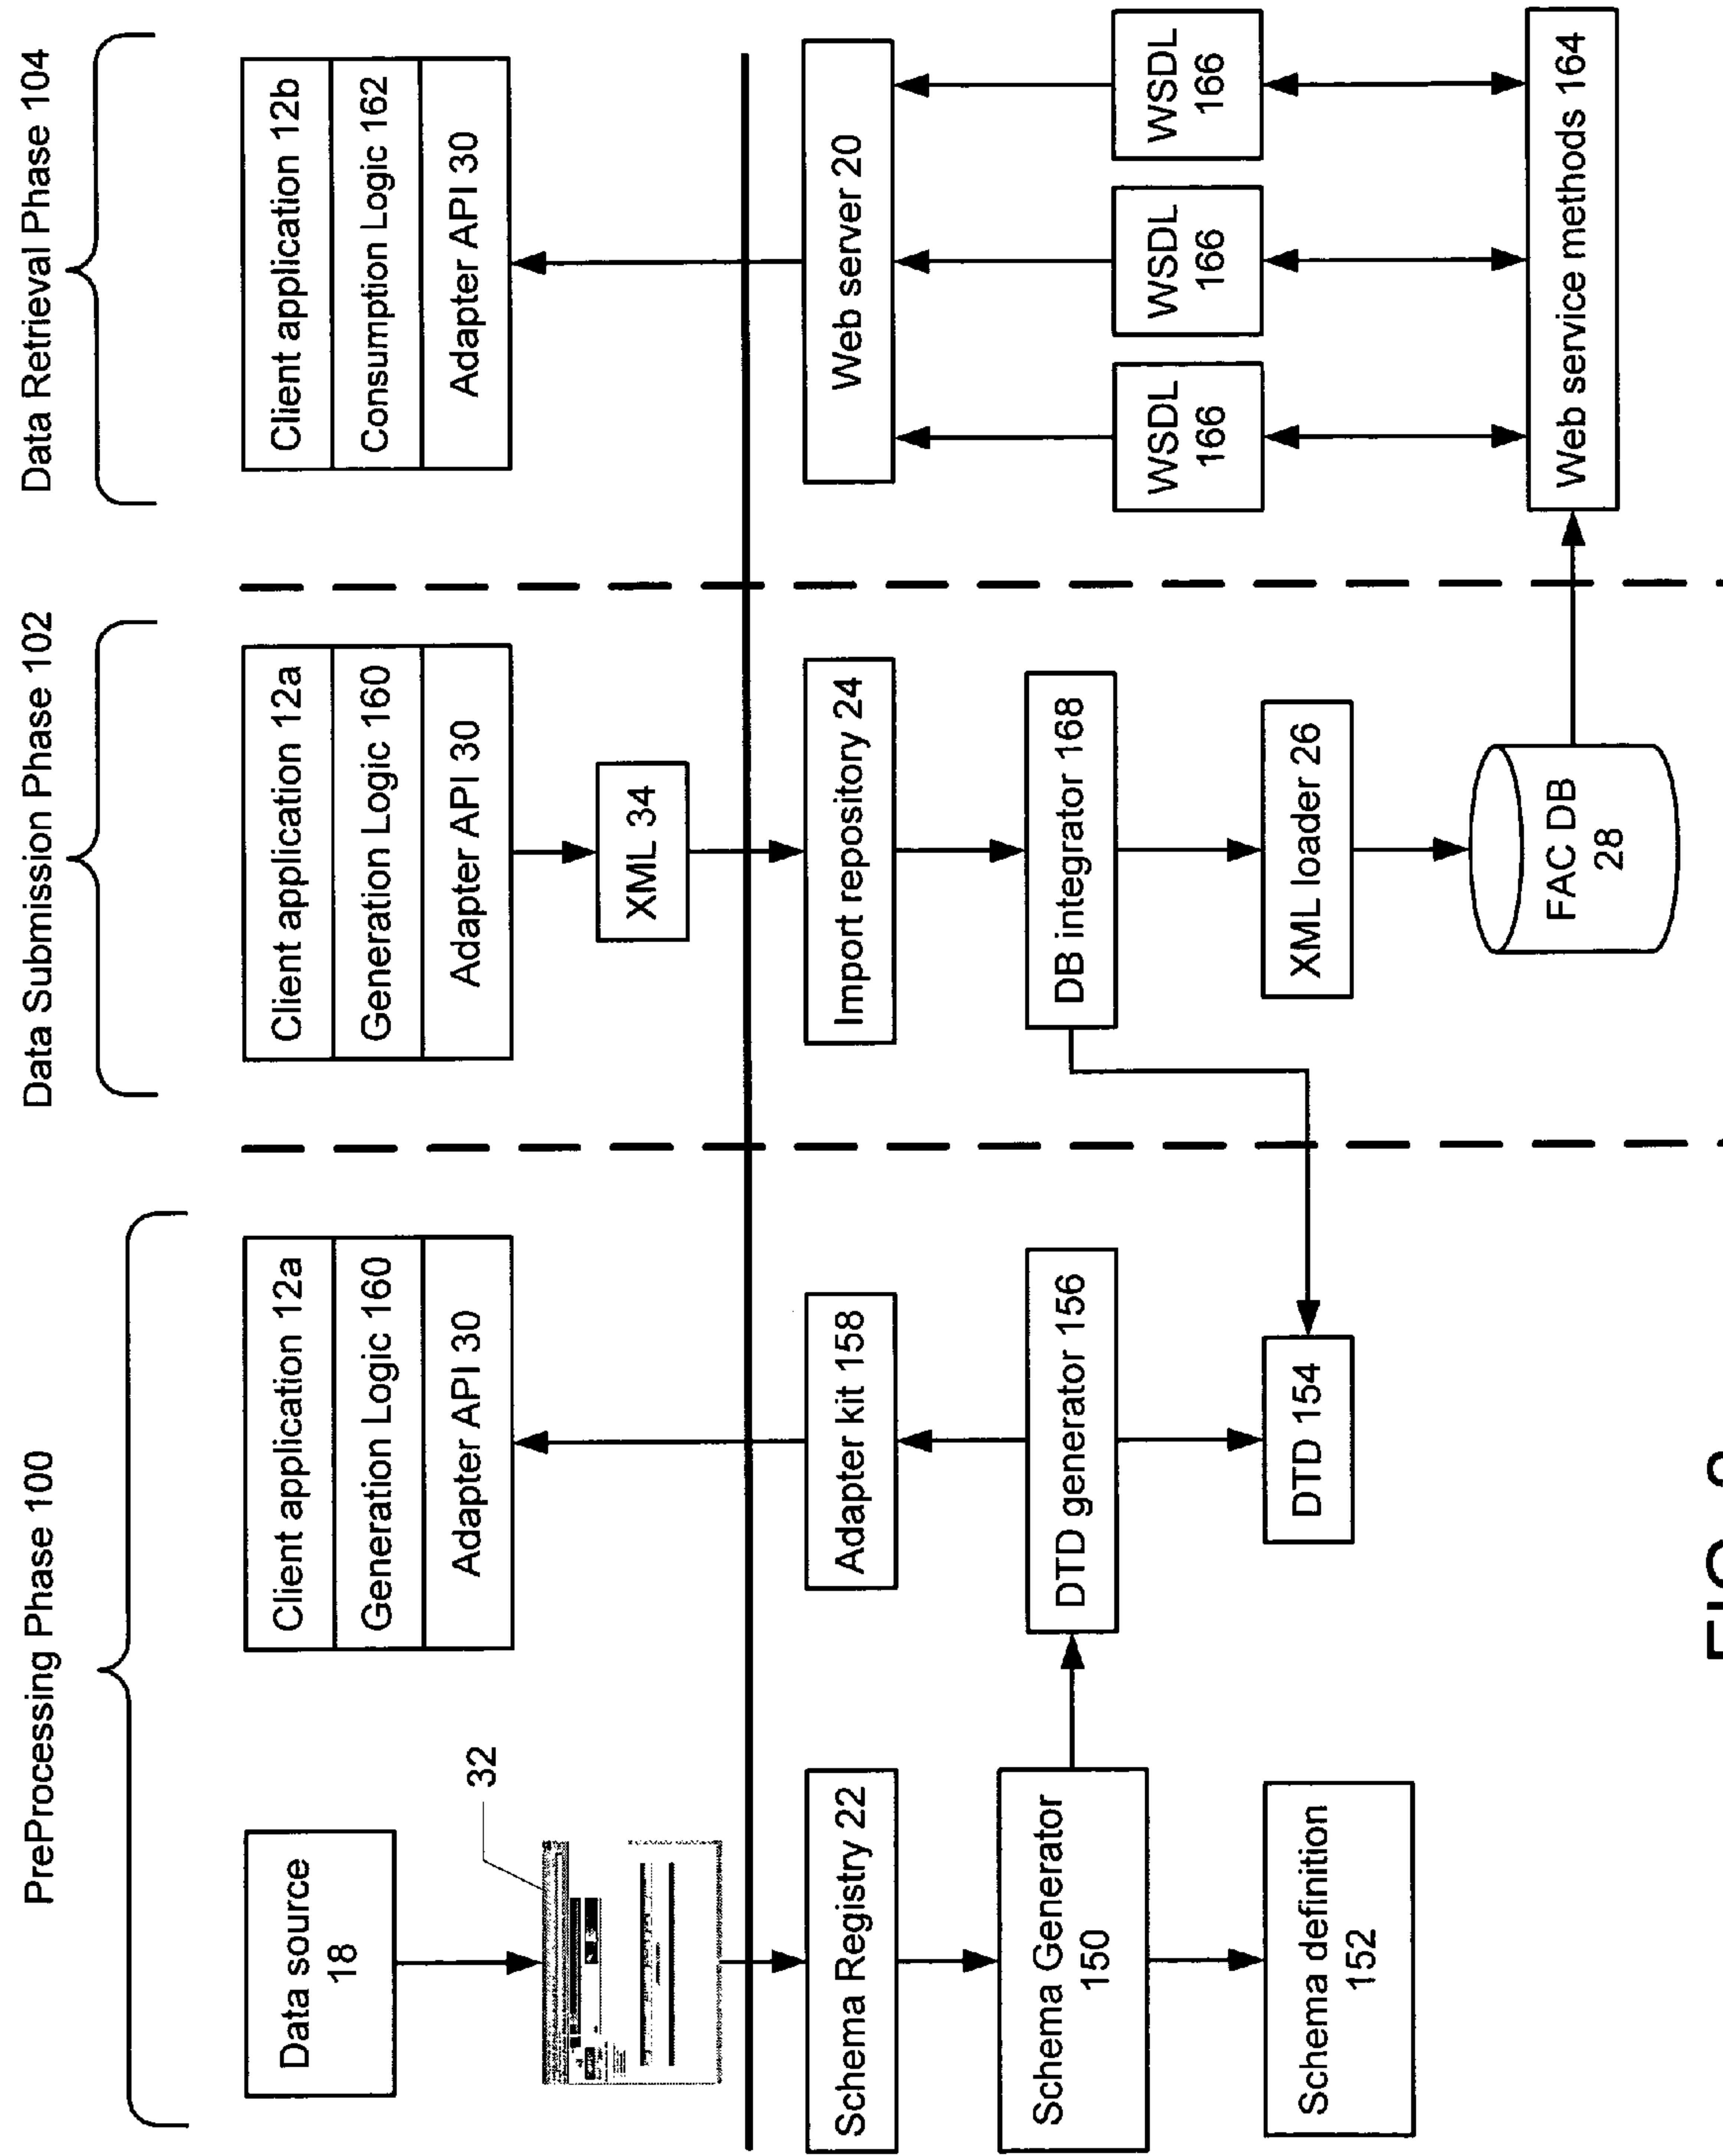 PreProcessing Phase 100
Data Submission Phase 102
Data Retrieval Phase 104
Data source
18
32
Schema Registry 22
Schema Generator
150
Schema definition
152
Client application 12a
Generation Logic 160
Adapter API 30
Adapter kit 158
DTD generator 156
DTD 154
Client application 12a
Generation Logic 160
Adapter API 30
XML 34
Import repository 24
DB integrator 168
XML loader 26
FAC DB
28
Client application 12b
Consumption Logic 162
Adapter API 30
Web server 20
WSDL
166
WSDL
166
WSDL
166
Web service methods 164